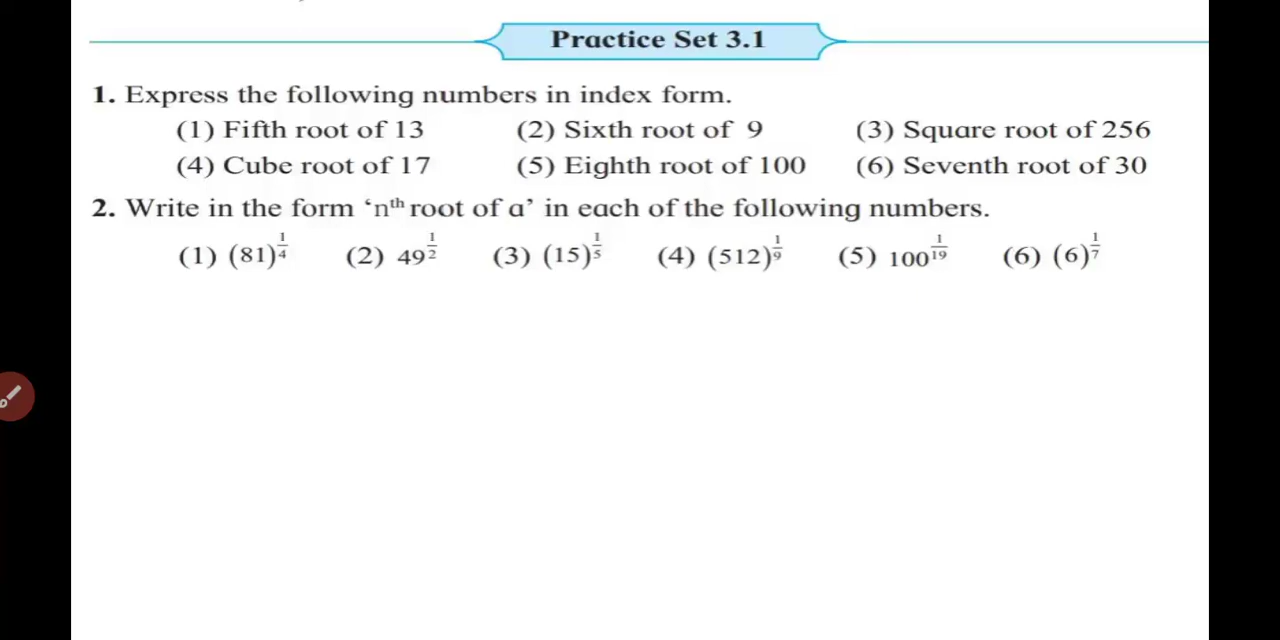 Practice Set 3.1
1. Express the following numbers in index form.
(1) Fifth root of 13 (2) Sixth root of 9 (3) Square root of 256
(4) Cube root of 17 (5) Eighth root of 100 (6) Seventh root of 30
2. Write in the form ‘nᵗʰ root of a’ in each of the following numbers.
(1) (81)^(1/4) (2) 49^(1/2) (3) (15)^(1/5) (4) (512)^(1/9) (5) 100^(1/19) (6) (6)^(1/7)